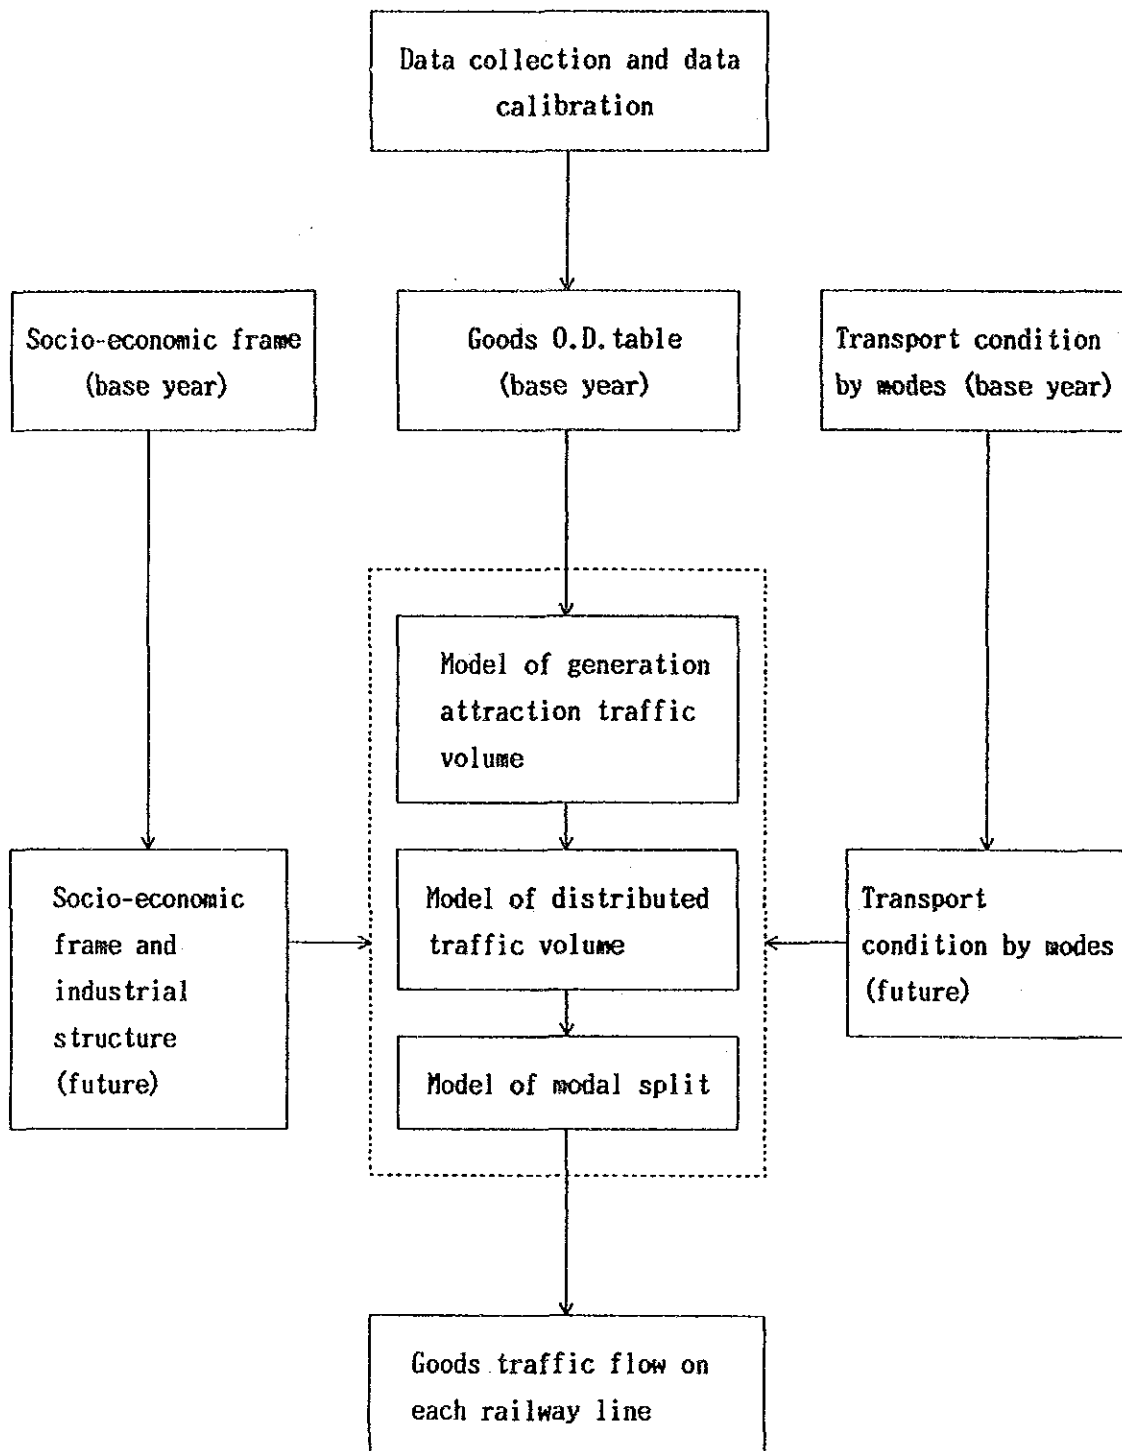 Data collection and data
calibration
Socio-economic frame
(base year)
Goods O.D.table
(base year)
Transport condition
by modes (base year)
Model of generation
attraction traffic
volume
Socio-economic
frame and
industrial
structure
(future)
Model of distributed
traffic volume
Transport
condition by modes
(future)
Model of modal split
Goods traffic flow on
each railway line